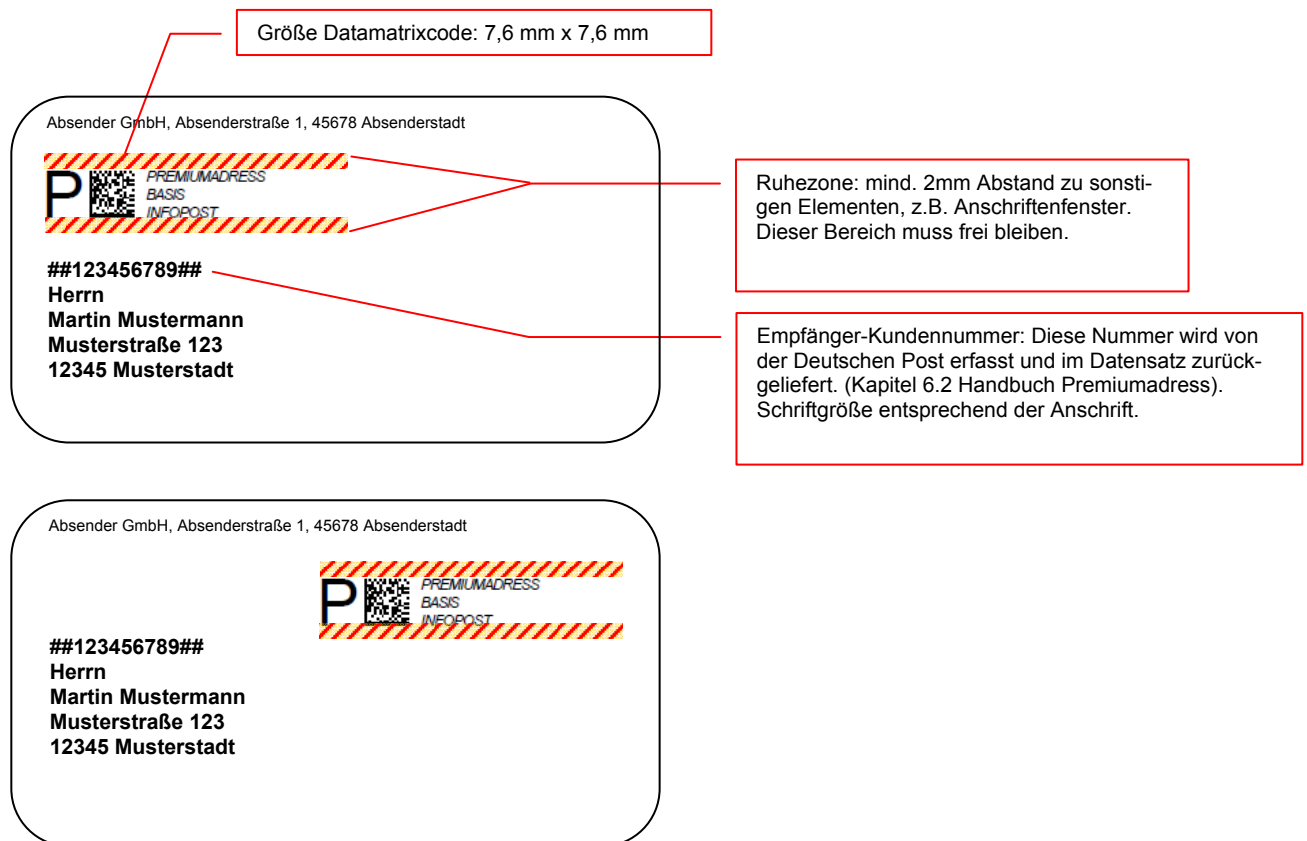 Größe Datamatrixcode: 7,6 mm x 7,6 mm
Absender GmbH, Absenderstraße 1, 45678 Absenderstadt
P PREMIUMADRESS
BASIS
INFOPOST
##123456789##
Herrn
Martin Mustermann
Musterstraße 123
12345 Musterstadt
Ruhezone: mind. 2mm Abstand zu sonsti-
gen Elementen, z.B. Anschriftenfenster.
Dieser Bereich muss frei bleiben.
Empfänger-Kundennummer: Diese Nummer wird von
der Deutschen Post erfasst und im Datensatz zurück-
geliefert. (Kapitel 6.2 Handbuch Premiumadress).
Schriftgröße entsprechend der Anschrift.
Absender GmbH, Absenderstraße 1, 45678 Absenderstadt
P PREMIUMADRESS
BASIS
INFOPOST
##123456789##
Herrn
Martin Mustermann
Musterstraße 123
12345 Musterstadt